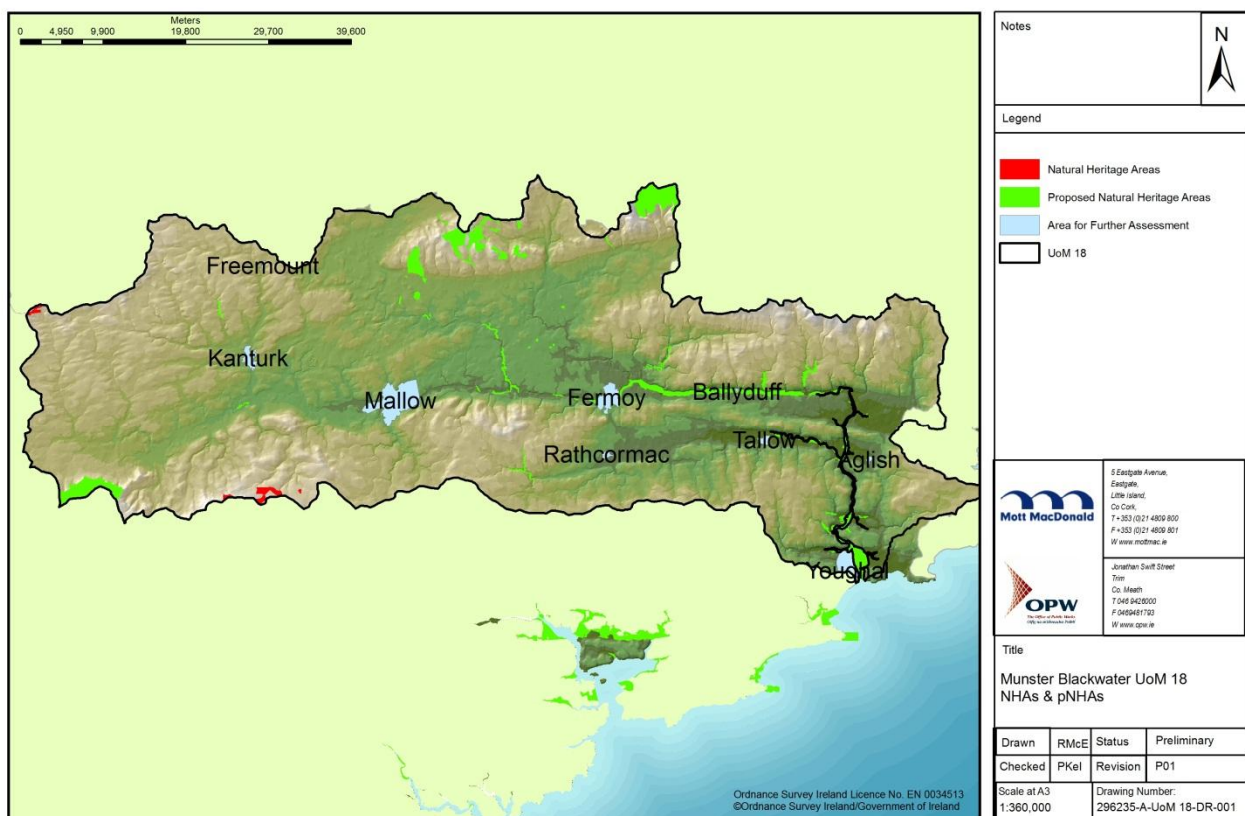 Meters
0 4,950 9,900 19,800 29,700 39,600
Freemount
Kanturk
Mallow
Fermoy
Ballyduff
Rathcormac
Tallow
Aglish
Youghal
Ordnance Survey Ireland Licence No. EN 0034513
©Ordnance Survey Ireland/Government of Ireland
Notes
N
Legend
Natural Heritage Areas
Proposed Natural Heritage Areas
Area for Further Assessment
UoM 18
Mott MacDonald
5 Eastgate Avenue,
Eastgate,
Little Island,
Co Cork,
T +353 (0)21 4809 800
F +353 (0)21 4809 801
W www.mottmac.ie
OPW
The Office of Public Works
Jonathan Swift Street
Trim
Co. Meath
T 046 9426000
F 0469481793
W www.opw.ie
Title
Munster Blackwater UoM 18
NHAs & pNHAs
Drawn RMcE Status Preliminary
Checked PKel Revision P01
Scale at A3
1:360,000
Drawing Number:
296235-A-UoM 18-DR-001